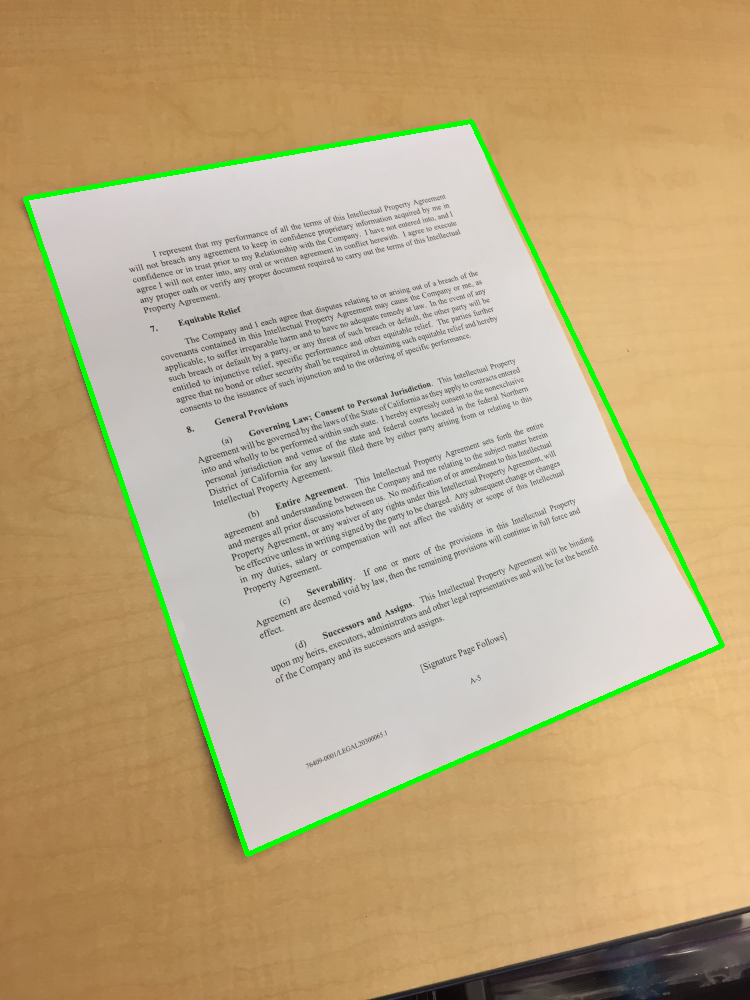 I represent that my performance of all the terms of this Intellectual Property Agreement
will not breach any agreement to keep in confidence proprietary information acquired by me in
confidence or in trust prior to my Relationship with the Company. I have not entered into, and I
agree I will not enter into, any oral or written agreement in conflict herewith. I agree to execute
any proper oath or verify any proper document required to carry out the terms of this Intellectual
Property Agreement.
7. Equitable Relief
The Company and I each agree that disputes relating to or arising out of a breach of the
covenants contained in this Intellectual Property Agreement may cause the Company or me, as
applicable, to suffer irreparable harm and to have no adequate remedy at law. In the event of any
such breach or default by a party, or any threat of such breach or default, the other party will be
entitled to injunctive relief, specific performance and other equitable relief. The parties further
agree that no bond or other security shall be required in obtaining such equitable relief and hereby
consents to the issuance of such injunction and to the ordering of specific performance.
8. General Provisions
(a) Governing Law; Consent to Personal Jurisdiction. This Intellectual Property
Agreement will be governed by the laws of the State of California as they apply to contracts entered
into and wholly to be performed within such state. I hereby expressly consent to the nonexclusive
personal jurisdiction and venue of the state and federal courts located in the federal Northern
District of California for any lawsuit filed there by either party arising from or relating to this
Intellectual Property Agreement.
(b) Entire Agreement. This Intellectual Property Agreement sets forth the entire
agreement and understanding between the Company and me relating to the subject matter herein
and merges all prior discussions between us. No modification of or amendment to this Intellectual
Property Agreement, or any waiver of any rights under this Intellectual Property Agreement, will
be effective unless in writing signed by the party to be charged. Any subsequent change or changes
in my duties, salary or compensation will not affect the validity or scope of this Intellectual
Property Agreement.
(c) Severability. If one or more of the provisions in this Intellectual Property
Agreement are deemed void by law, then the remaining provisions will continue in full force and
effect.
(d) Successors and Assigns. This Intellectual Property Agreement will be binding
upon my heirs, executors, administrators and other legal representatives and will be for the benefit
of the Company and its successors and assigns.
[Signature Page Follows]
A-5
76409-0001/LEGAL20300065.1